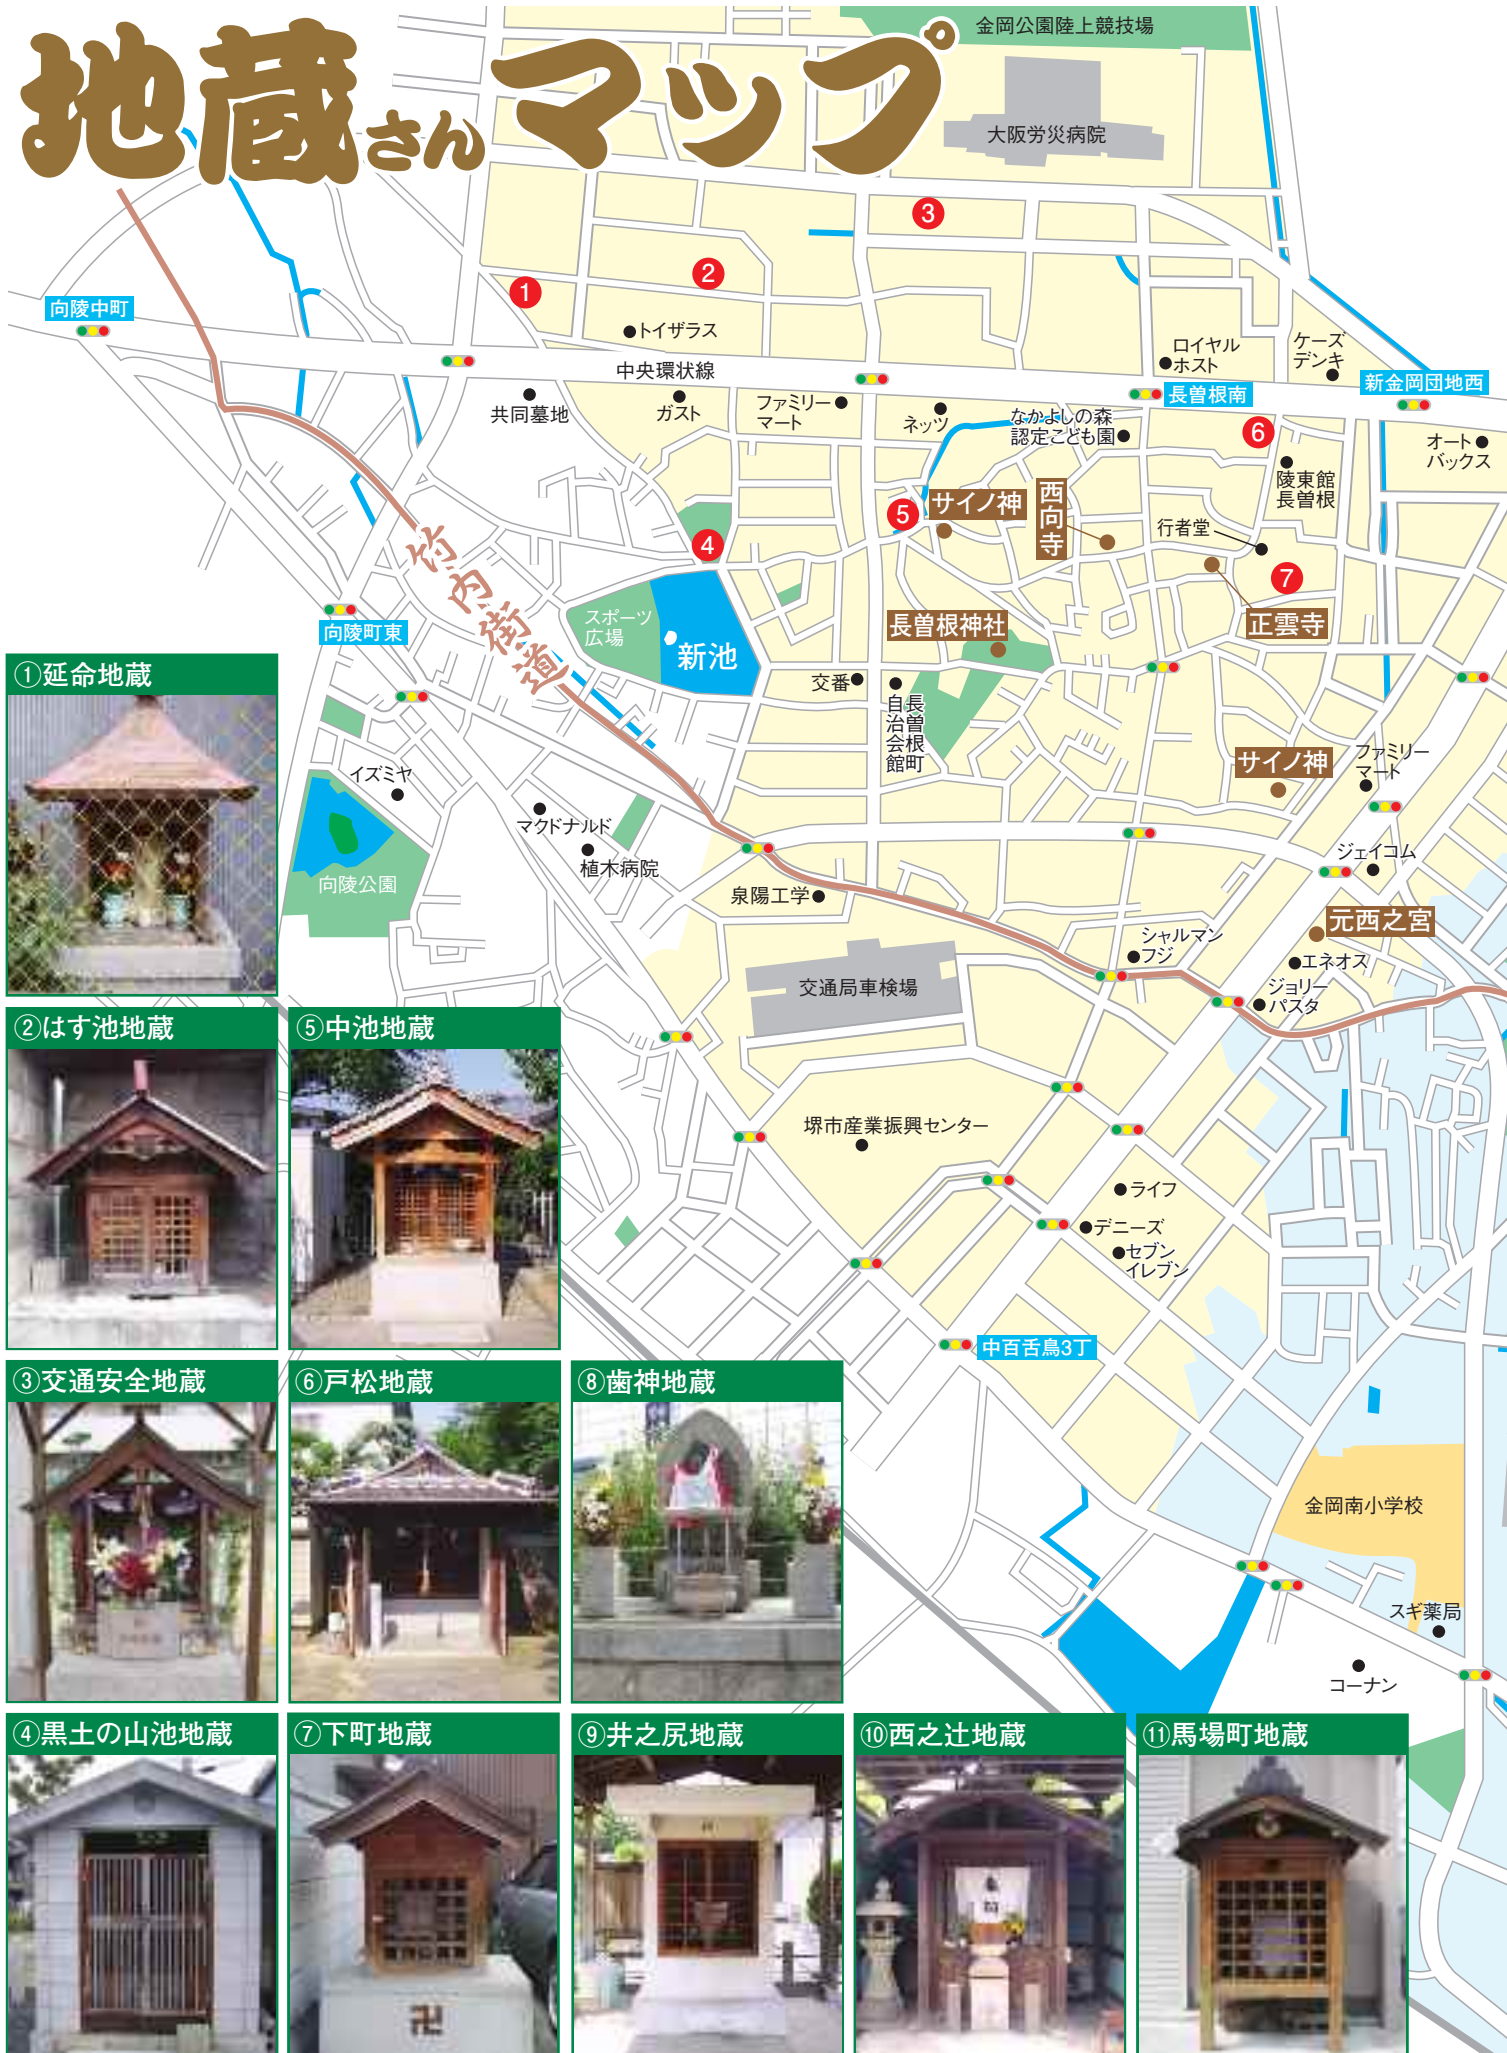 地蔵さんマップ
金岡公園陸上競技場
大阪労災病院
3
2
1
向陵中町
トイザラス
中央環状線
ロイヤル
ホスト
ケーズ
デンキ
新金岡団地西
長曽根南
共同墓地
ガスト
ファミリー
マート
ネッツ
なかよしの森
認定こども園
6
オート
バックス
陵東館
長曽根
5
サイノ神
西向寺
行者堂
4
7
竹内街道
スポーツ
広場
新池
向陵町東
長曽根神社
正雲寺
交番
長曽根町
自治会館
サイノ神
ファミリー
マート
イズミヤ
マクドナルド
植木病院
向陵公園
ジェイコム
泉陽工学
元西之宮
シャルマン
フジ
エネオス
ジョリー
パスタ
交通局車検場
堺市産業振興センター
ライフ
デニーズ
セブン
イレブン
中百舌鳥3丁
金岡南小学校
スギ薬局
コーナン
①延命地蔵
②はす池地蔵
⑤中池地蔵
③交通安全地蔵
⑥戸松地蔵
⑧歯神地蔵
④黒土の山池地蔵
⑦下町地蔵
⑨井之尻地蔵
⑩西之辻地蔵
⑪馬場町地蔵
卍